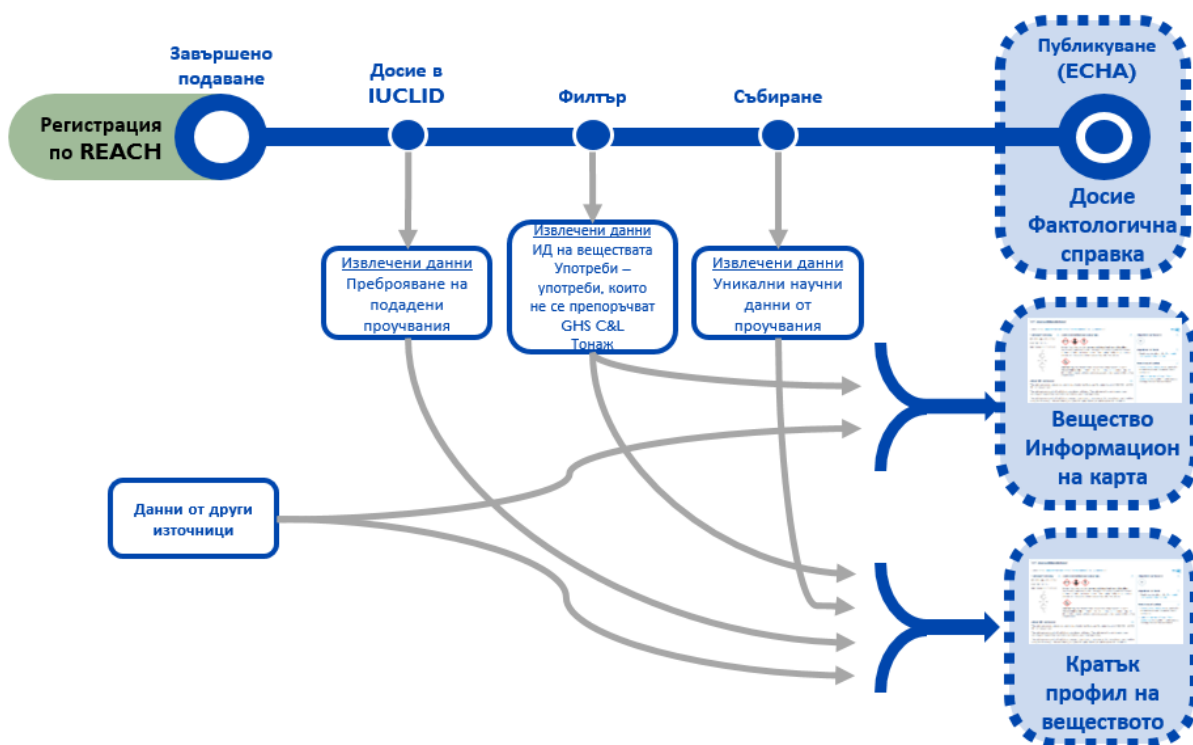 Регистрация
по REACH
Завършено
подаване
Досие в
IUCLID
Филтър
Събиране
Публикуване
(ECHA)
Досие
Фактологична
справка
Извлечени данни
Преброяване на
подадени
проучвания
Извлечени данни
ИД на веществата
Употреби –
употреби, които
не се препоръчват
GHS C&L
Тонаж
Извлечени данни
Уникални научни
данни от
проучвания
Вещество
Информацион
на карта
Данни от други
източници
Кратък
профил на
веществото